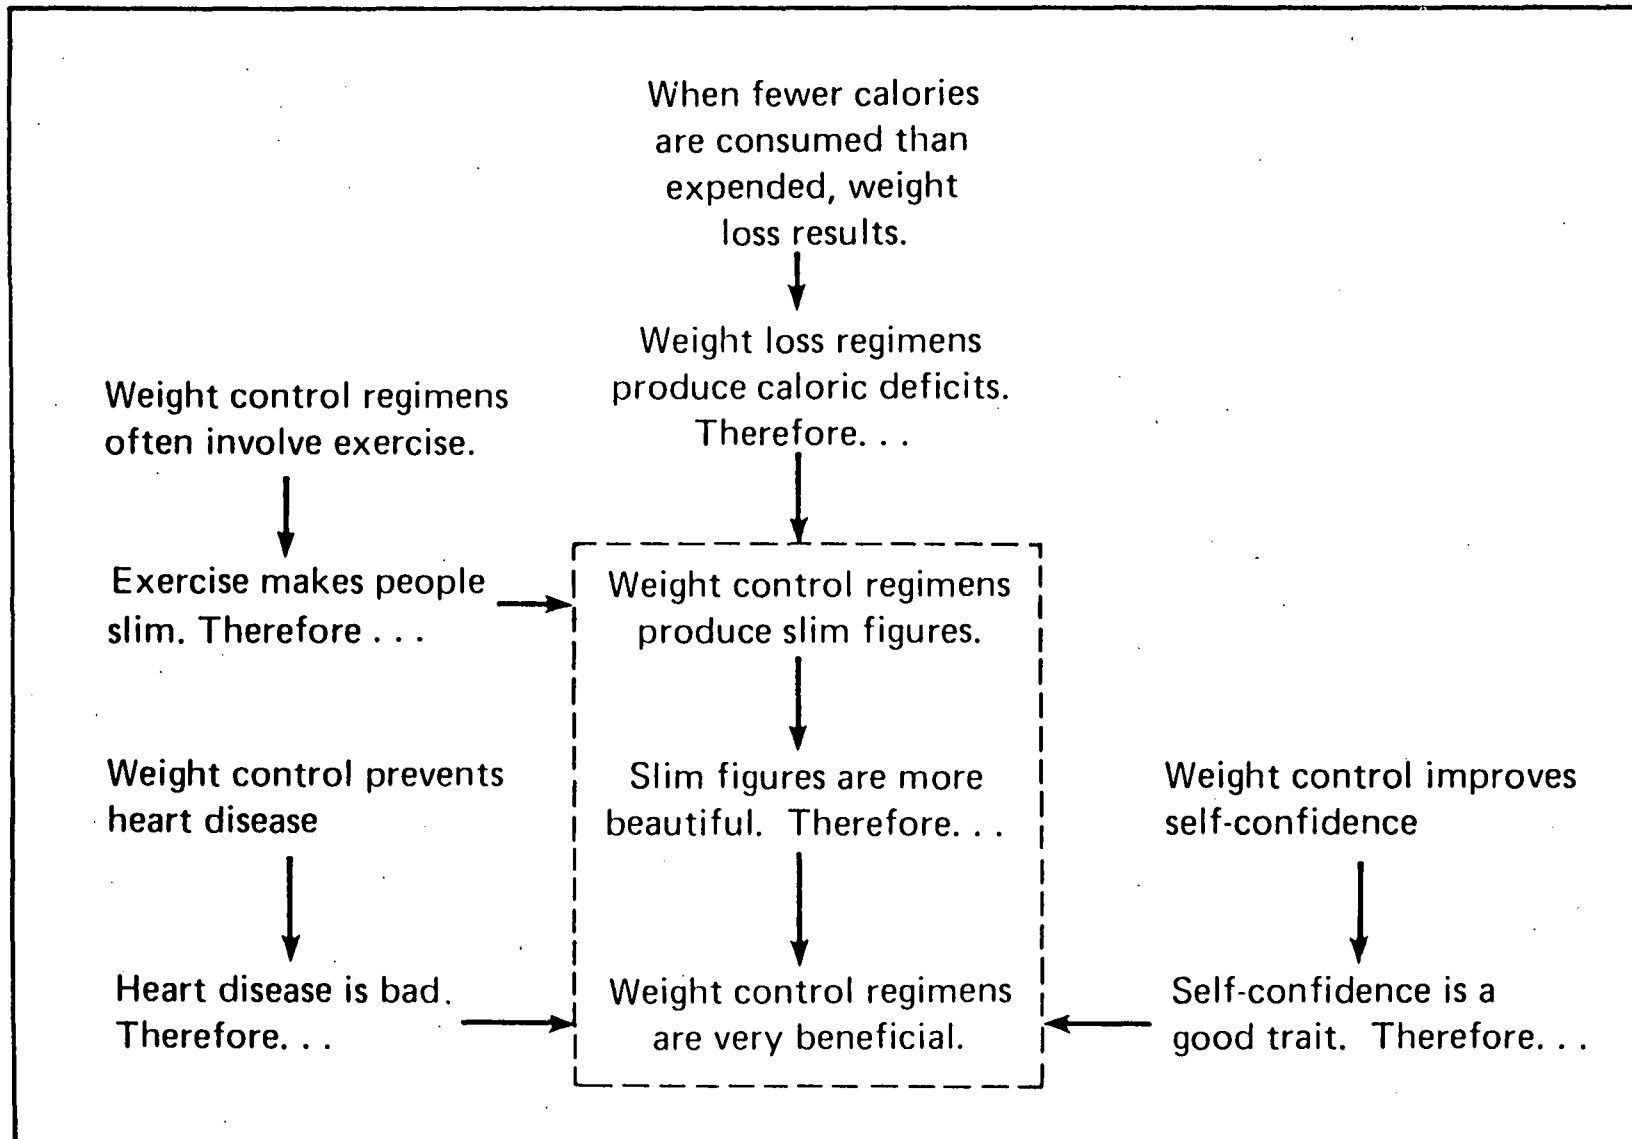 When fewer calories
are consumed than
expended, weight
loss results.
Weight loss regimens
produce caloric deficits.
Therefore. . .
Weight control regimens
often involve exercise.
Exercise makes people
slim. Therefore . . .
Weight control regimens
produce slim figures.
Weight control prevents
heart disease
Slim figures are more
beautiful. Therefore. . .
Weight control improves
self-confidence
Heart disease is bad.
Therefore. . .
Weight control regimens
are very beneficial.
Self-confidence is a
good trait. Therefore. . .